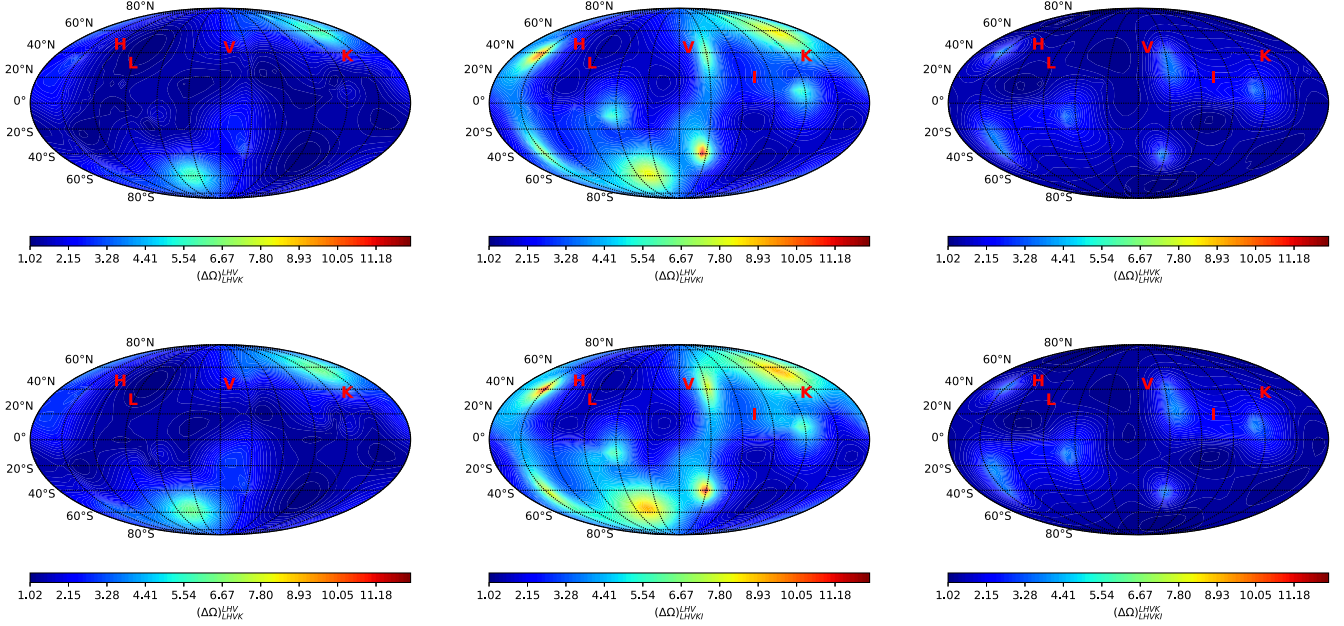 80°N 80°N 80°N
60°N 60°N 60°N
40°N H V 40°N H V 40°N H V
L K L K L K
20°N 20°N I 20°N I
0° 0° 0°
20°S 20°S 20°S
40°S 40°S 40°S
60°S 60°S 60°S
80°S 80°S 80°S
1.02 2.15 3.28 4.41 5.54 6.67 7.80 8.93 10.05 11.18 1.02 2.15 3.28 4.41 5.54 6.67 7.80 8.93 10.05 11.18 1.02 2.15 3.28 4.41 5.54 6.67 7.80 8.93 10.05 11.18
(ΔΩ)^{LHV}_{LHVK} (ΔΩ)^{LHV}_{LHVKI} (ΔΩ)^{LHVK}_{LHVKI}
80°N 80°N 80°N
60°N 60°N 60°N
40°N H V 40°N H V 40°N H V
L K L K L K
20°N 20°N I 20°N I
0° 0° 0°
20°S 20°S 20°S
40°S 40°S 40°S
60°S 60°S 60°S
80°S 80°S 80°S
1.02 2.15 3.28 4.41 5.54 6.67 7.80 8.93 10.05 11.18 1.02 2.15 3.28 4.41 5.54 6.67 7.80 8.93 10.05 11.18 1.02 2.15 3.28 4.41 5.54 6.67 7.80 8.93 10.05 11.18
(ΔΩ)^{LHV}_{LHVK} (ΔΩ)^{LHV}_{LHVKI} (ΔΩ)^{LHVK}_{LHVKI}